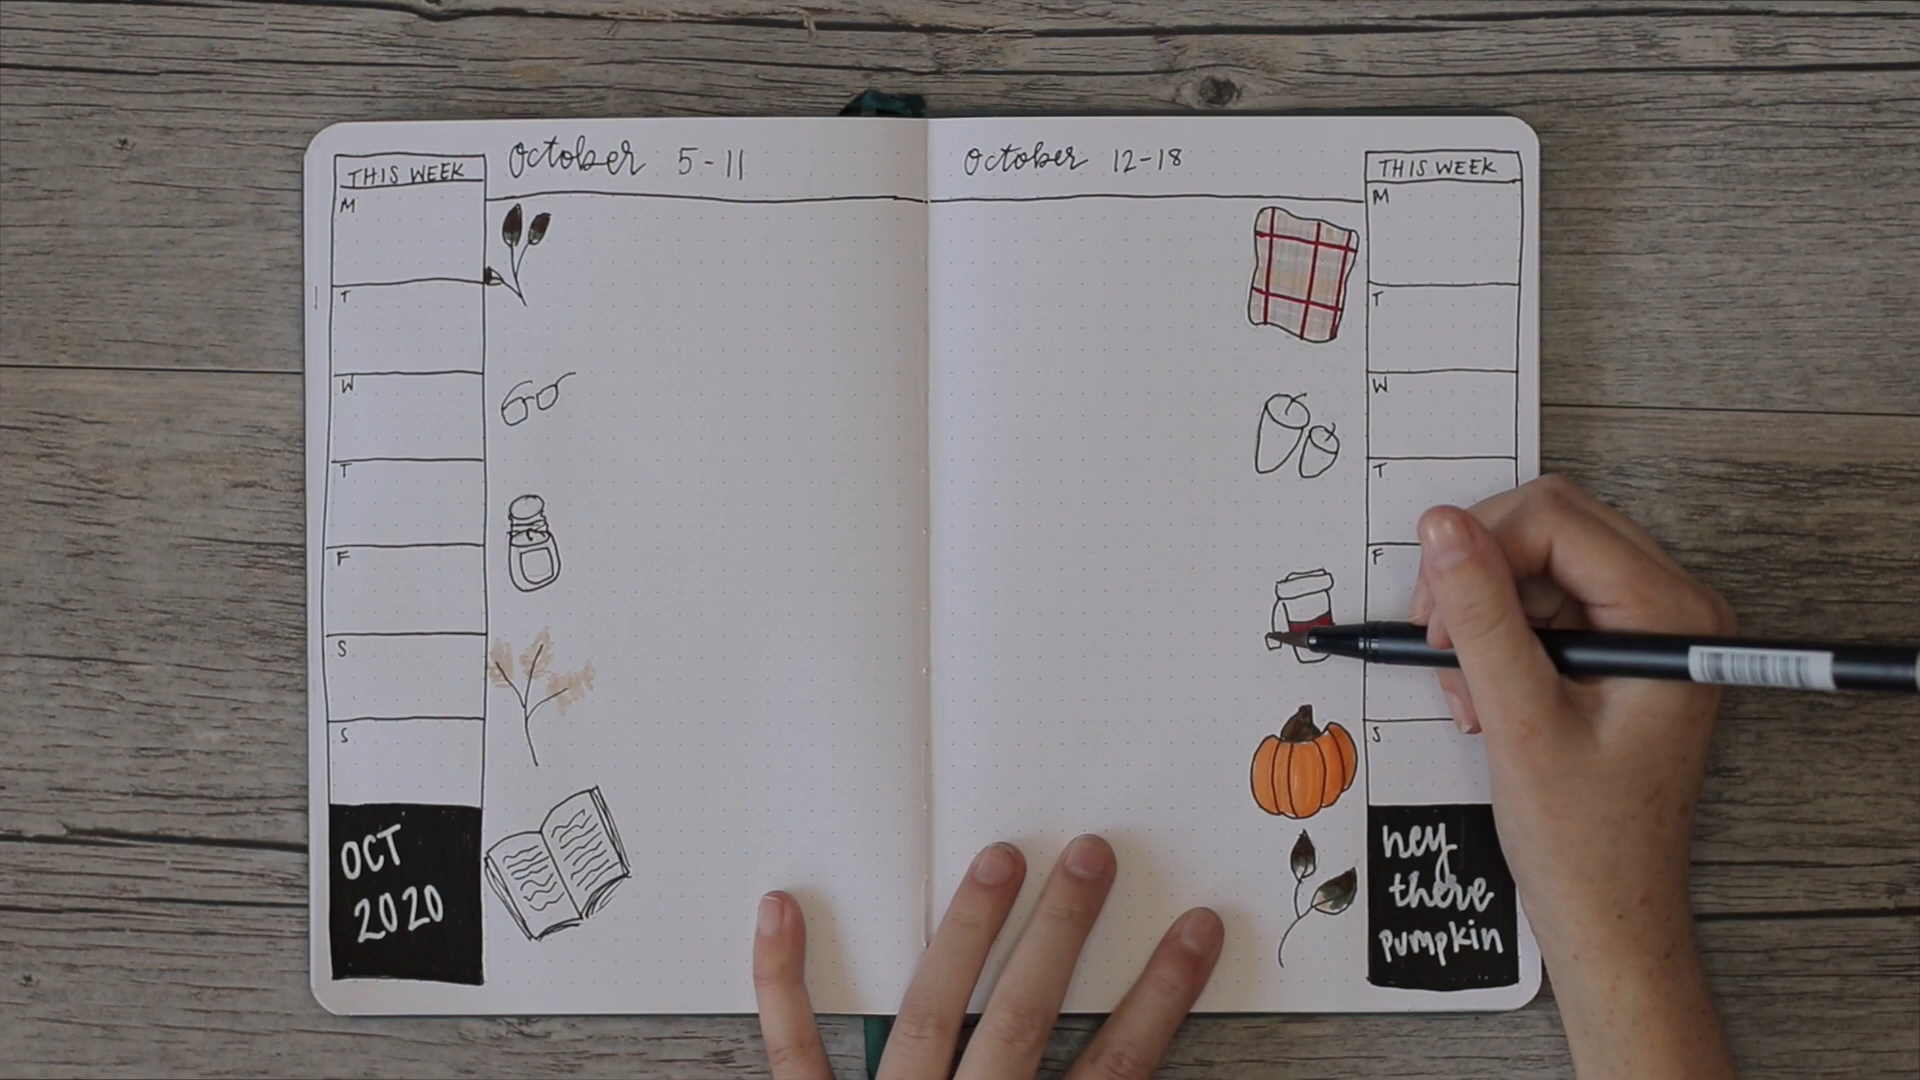 THIS WEEK
M
T
W
T
F
S
S
OCT
2020
October 5-11
October 12-18
THIS WEEK
M
T
W
T
F
S
hey
there
pumpkin